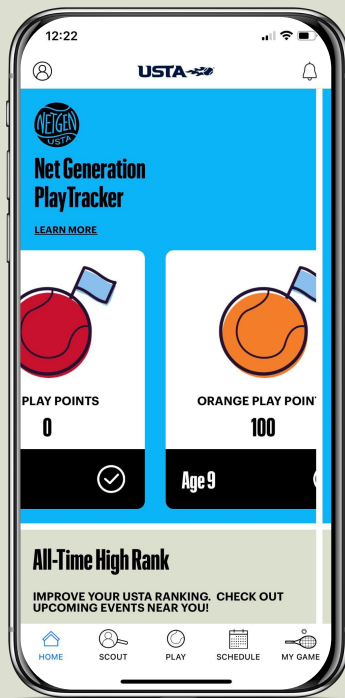 12:22
USTA
NETGEN
USTA
Net Generation
PlayTracker
LEARN MORE
PLAY POINTS
0
ORANGE PLAY POIN
100
Age 9
All-Time High Rank
IMPROVE YOUR USTA RANKING. CHECK OUT
UPCOMING EVENTS NEAR YOU!
HOME
SCOUT
PLAY
SCHEDULE
MY GAME